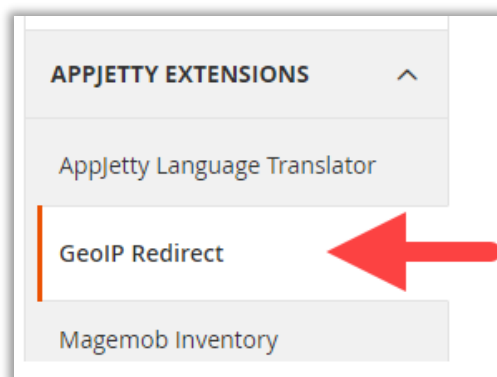 APPJETTY EXTENSIONS
AppJetty Language Translator
GeoIP Redirect
Magemob Inventory